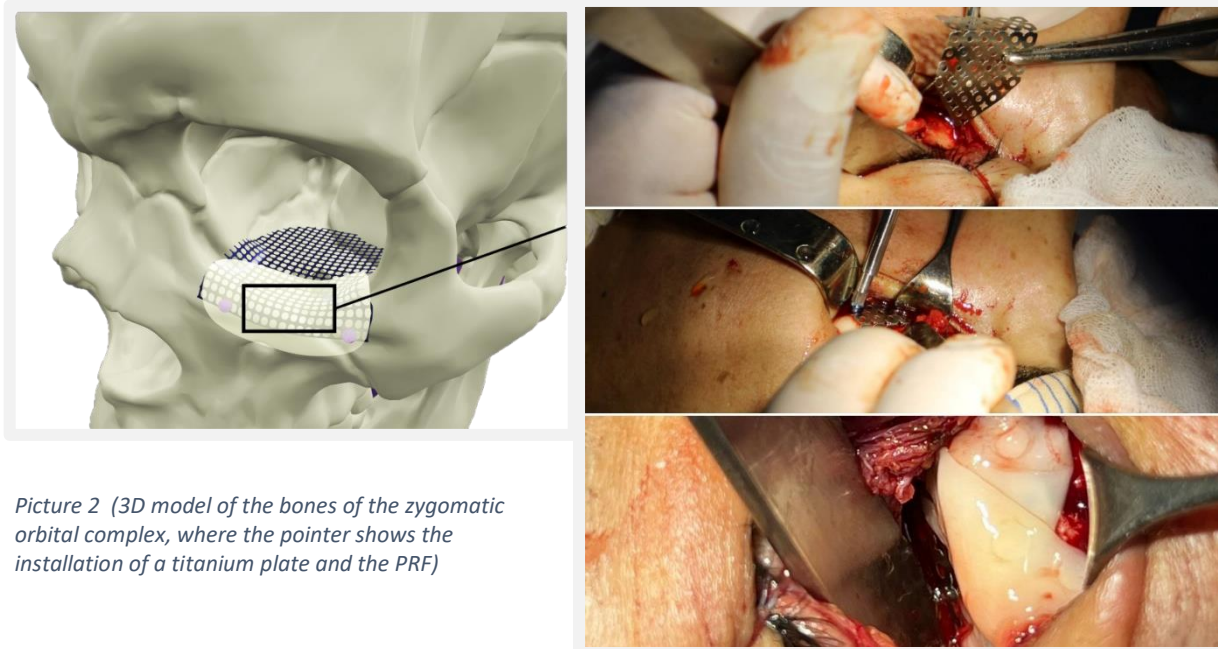 Picture 2 (3D model of the bones of the zygomatic
orbital complex, where the pointer shows the
installation of a titanium plate and the PRF)